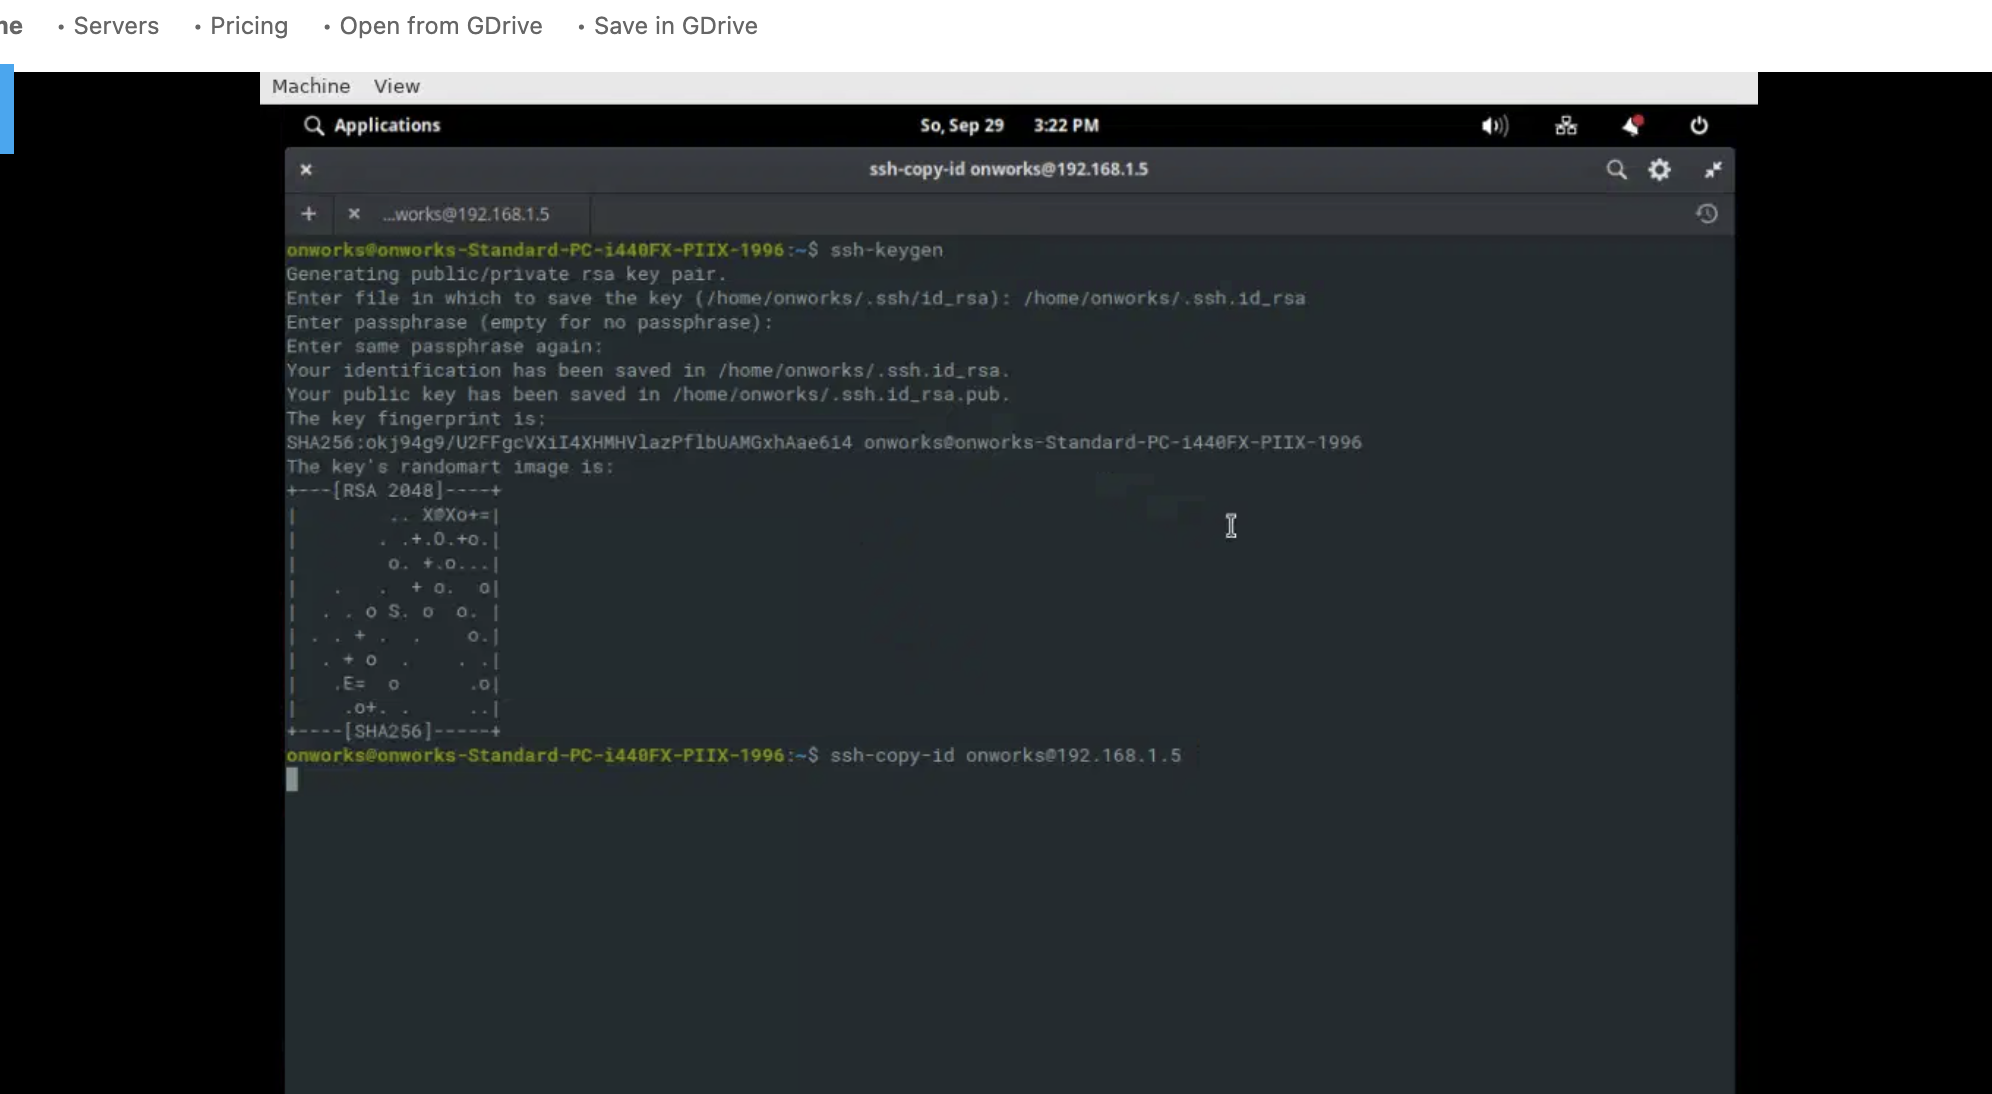 ne • Servers • Pricing • Open from GDrive • Save in GDrive
Machine View
Applications So, Sep 29 3:22 PM
ssh-copy-id onworks@192.168.1.5
+ × ...works@192.168.1.5
onworks@onworks-Standard-PC-i440FX-PIIX-1996:~$ ssh-keygen
Generating public/private rsa key pair.
Enter file in which to save the key (/home/onworks/.ssh/id_rsa): /home/onworks/.ssh.id_rsa
Enter passphrase (empty for no passphrase):
Enter same passphrase again:
Your identification has been saved in /home/onworks/.ssh.id_rsa.
Your public key has been saved in /home/onworks/.ssh.id_rsa.pub.
The key fingerprint is:
SHA256:okj94g9/U2FFgcVXiI4XHMHVlazPflbUAMGxhAae6i4 onworks@onworks-Standard-PC-i440FX-PIIX-1996
The key's randomart image is:
+---[RSA 2048]----+
|        .. X@Xo+=|
|       . .+.O.+o.|
|        o. +.o...|
|   .   .  + o.  o|
|  . . o S. o  o. |
| . . + .  .    o.|
|  . + o  .    . .|
|   .E=  o      .o|
|    .o+. .     ..|
+----[SHA256]-----+
onworks@onworks-Standard-PC-i440FX-PIIX-1996:~$ ssh-copy-id onworks@192.168.1.5